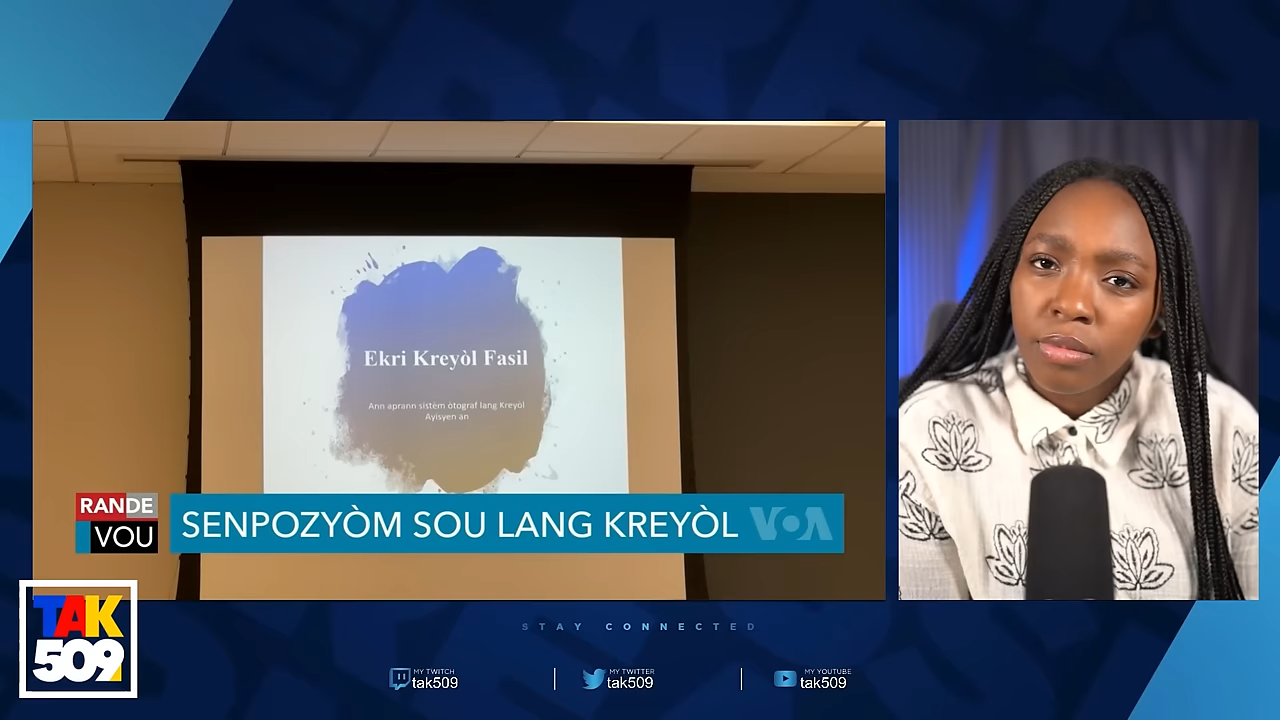 Ekri Kreyòl Fasil
Ann aprann sistèm òtograf lang Kreyòl
Ayisyen an
RANDE
VOU
SENPOZYÒM SOU LANG KREYÒL VOA
TAK
509
STAY CONNECTED
MY TWITCH
tak509
MY TWITTER
tak509
MY YOUTUBE
tak509